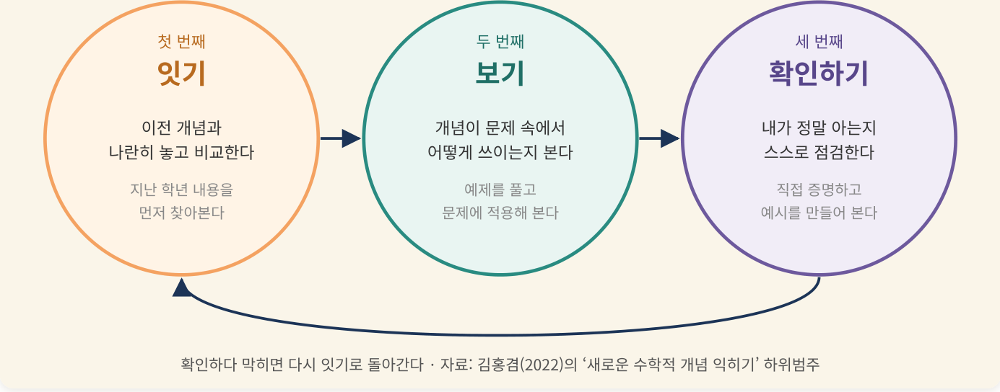 첫 번째
잇기
이전 개념과
나란히 놓고 비교한다
지난 학년 내용을
먼저 찾아본다
두 번째
보기
개념이 문제 속에서
어떻게 쓰이는지 본다
예제를 풀고
문제에 적용해 본다
세 번째
확인하기
내가 정말 아는지
스스로 점검한다
직접 증명하고
예시를 만들어 본다
확인하다 막히면 다시 잇기로 돌아간다 · 자료: 김홍겸(2022)의 ‘새로운 수학적 개념 익히기’ 하위범주